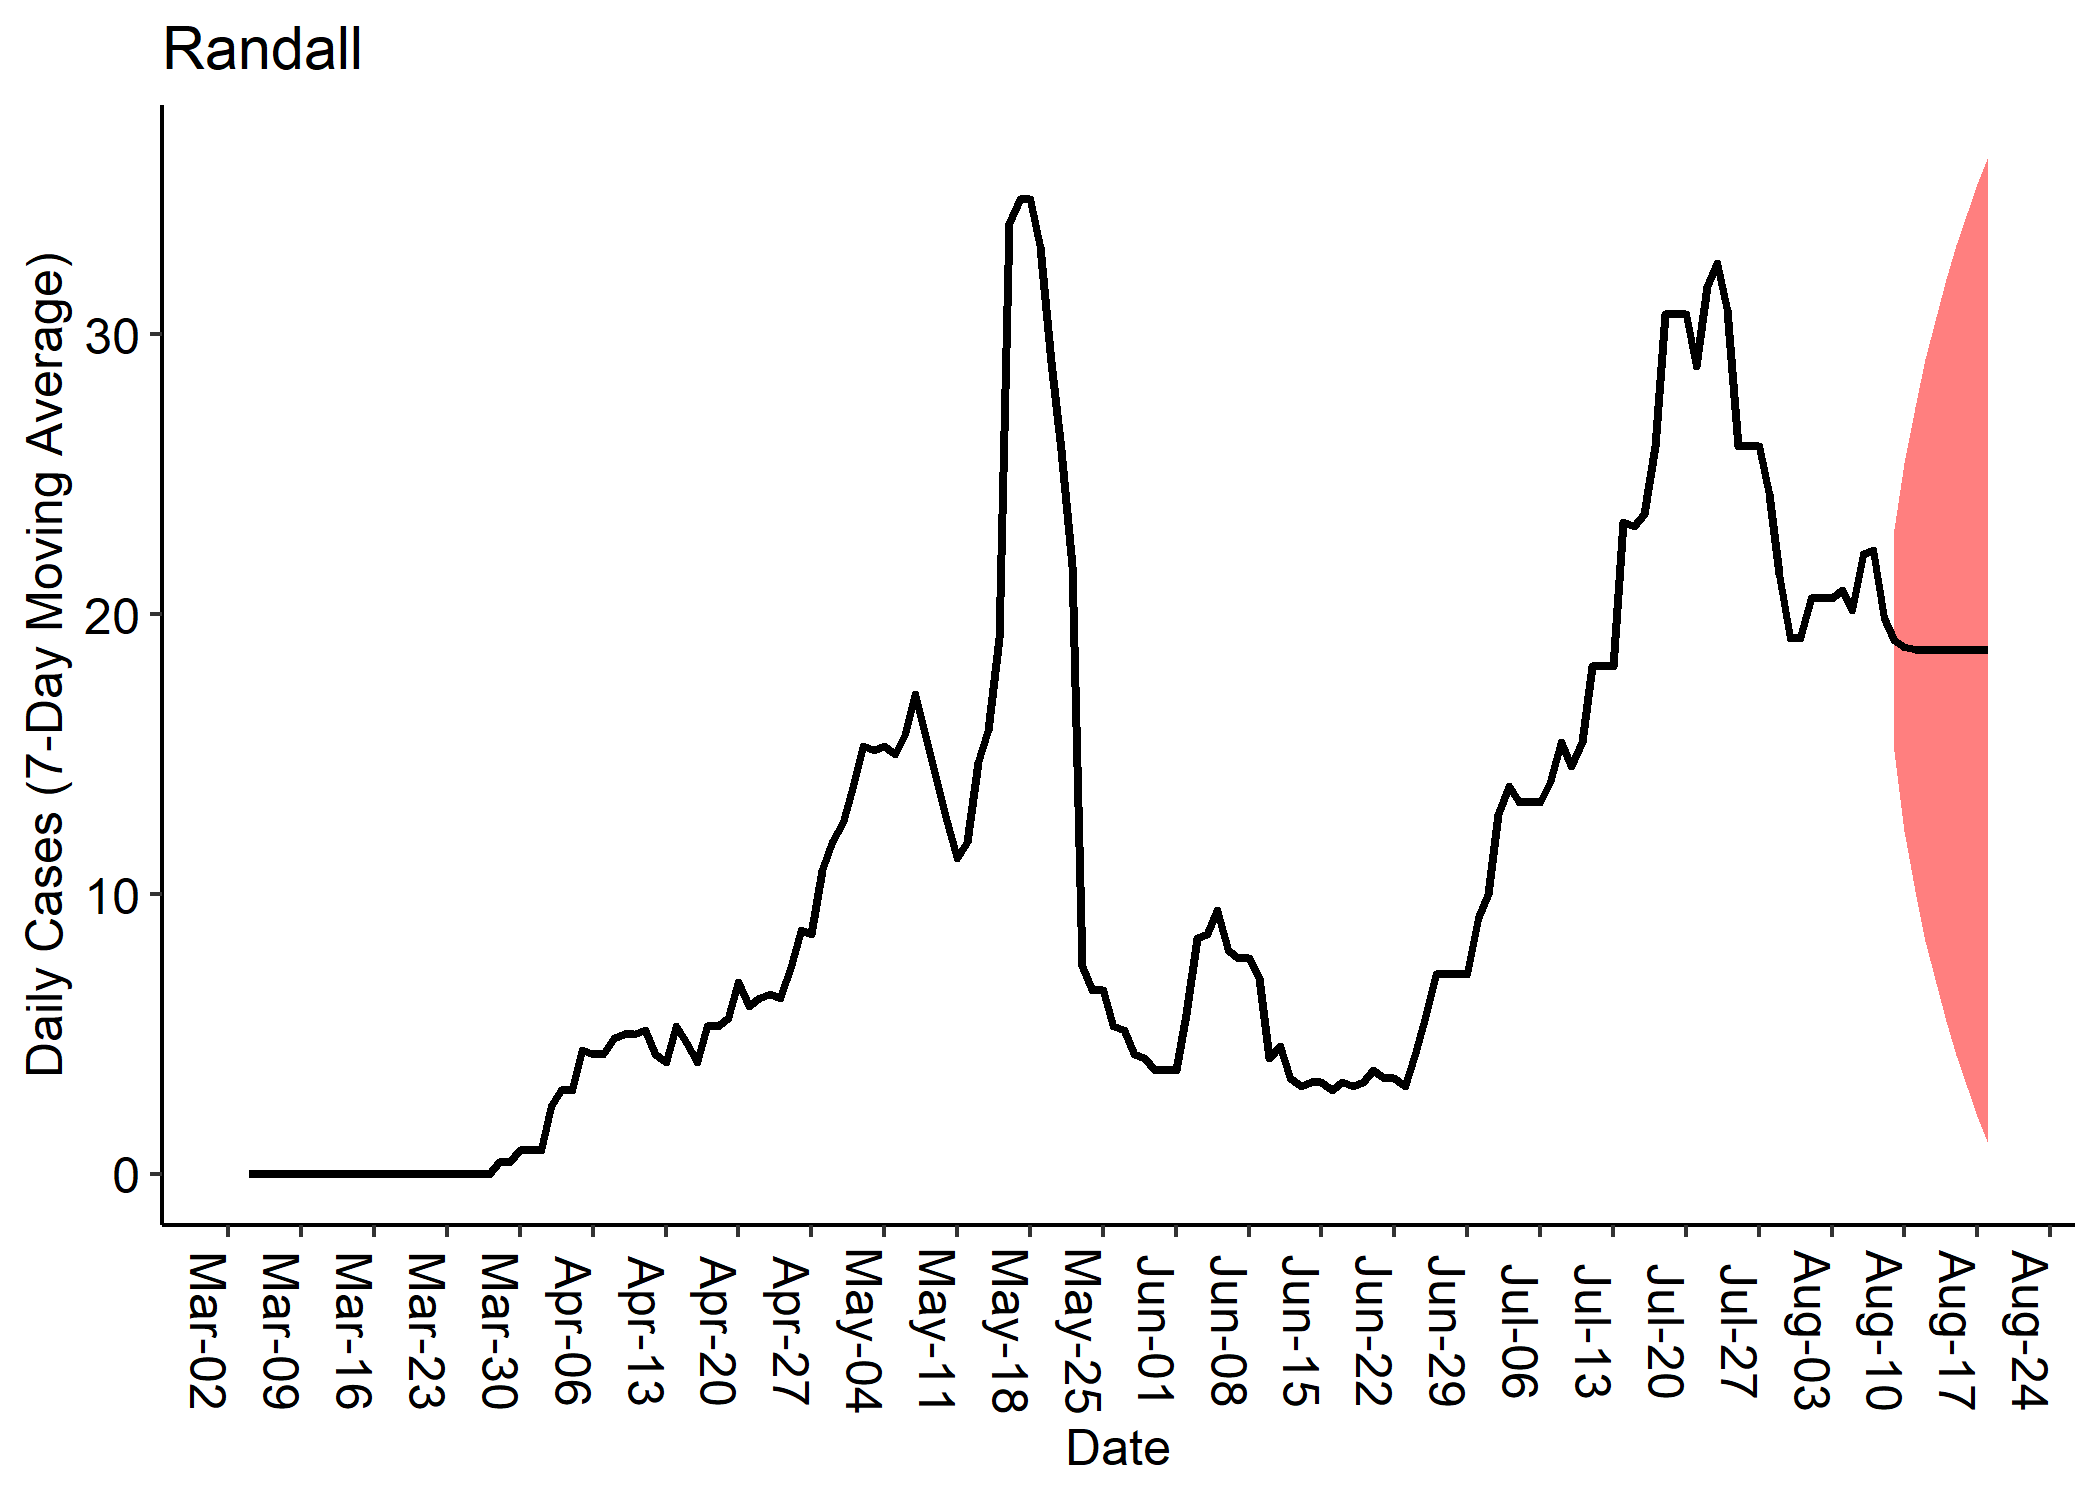 Randall
Daily Cases (7-Day Moving Average)
30
20
10
0
Mar-02
Mar-09
Mar-16
Mar-23
Mar-30
Apr-06
Apr-13
Apr-20
Apr-27
May-04
May-11
May-18
May-25
Jun-01
Jun-08
Jun-15
Jun-22
Jun-29
Jul-06
Jul-13
Jul-20
Jul-27
Aug-03
Aug-10
Aug-17
Aug-24
Date